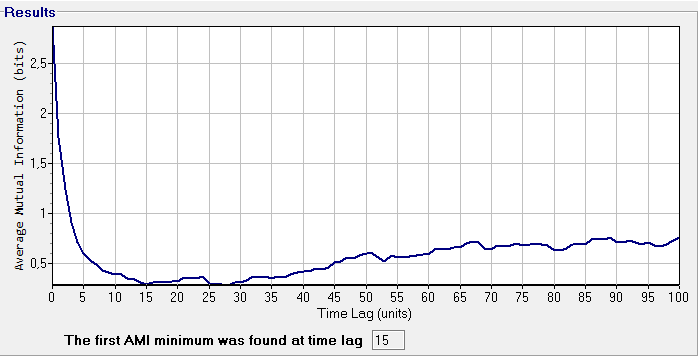 Results
Average Mutual Information (bits)
2,5
2
1,5
1
0,5
0 5 10 15 20 25 30 35 40 45 50 55 60 65 70 75 80 85 90 95 100
Time Lag (units)
The first AMI minimum was found at time lag 15